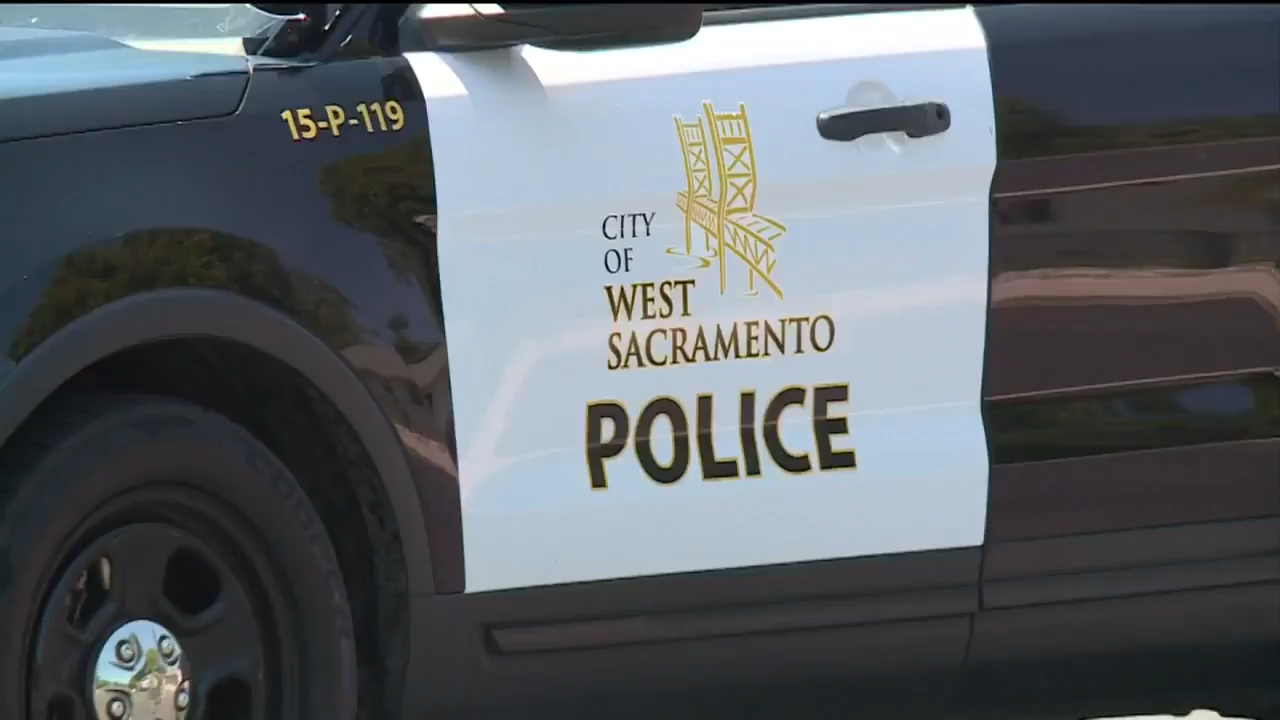 15-P-119
CITY
OF
WEST
SACRAMENTO
POLICE